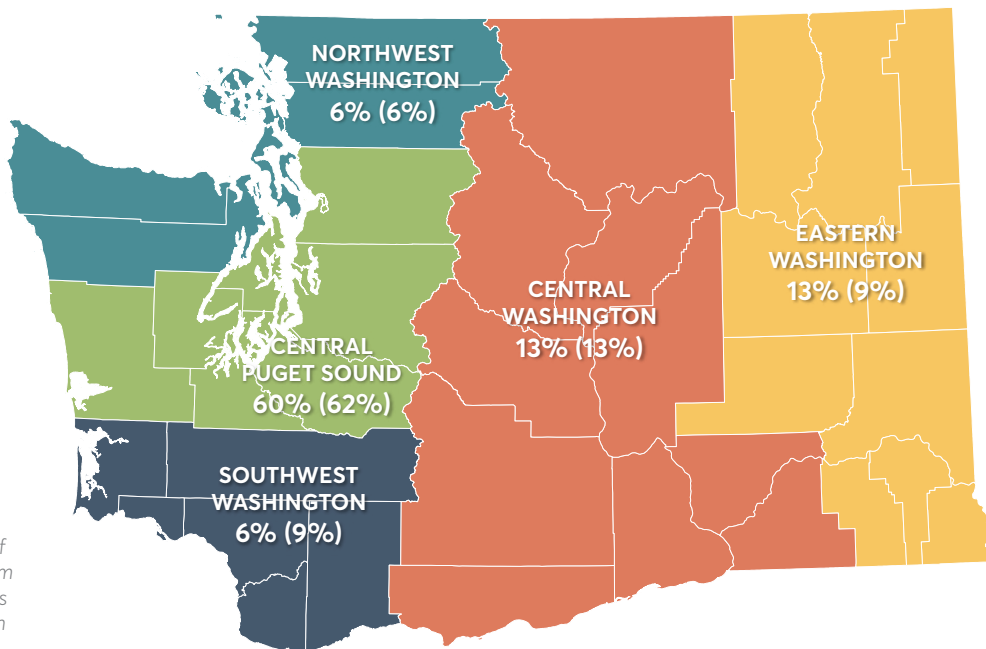 NORTHWEST
WASHINGTON
6% (6%)
EASTERN
WASHINGTON
13% (9%)
CENTRAL
WASHINGTON
13% (13%)
CENTRAL
PUGET SOUND
60% (62%)
SOUTHWEST
WASHINGTON
6% (9%)